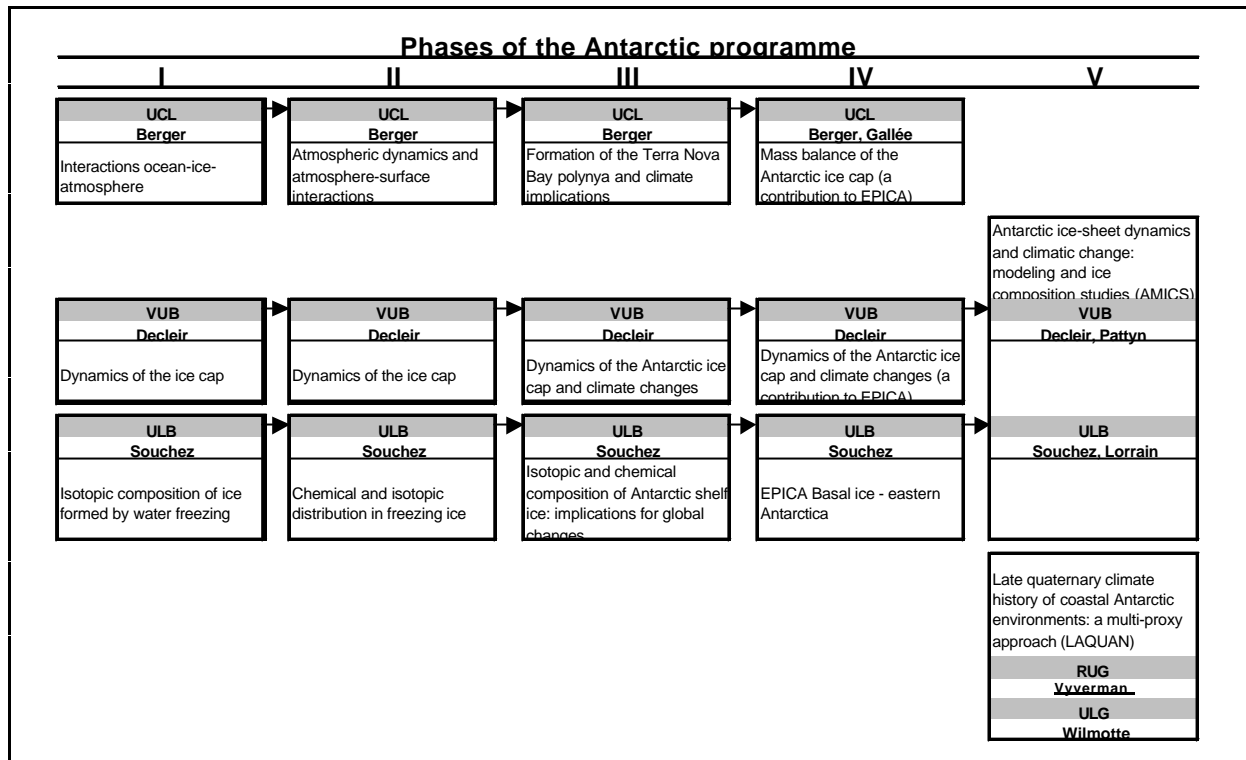 Phases of the Antarctic programme
I II III IV V
UCL
Berger
Interactions ocean-ice-
atmosphere
UCL
Berger
Atmospheric dynamics and
atmosphere-surface
interactions
UCL
Berger
Formation of the Terra Nova
Bay polynya and climate
implications
UCL
Berger, Gallée
Mass balance of the
Antarctic ice cap (a
contribution to EPICA)
VUB
Decleir
Dynamics of the ice cap
VUB
Decleir
Dynamics of the ice cap
VUB
Decleir
Dynamics of the Antarctic ice
cap and climate changes
VUB
Decleir
Dynamics of the Antarctic ice
cap and climate changes (a
contribution to EPICA)
Antarctic ice-sheet dynamics
and climatic change:
modeling and ice
composition studies (AMICS)
VUB
Decleir, Pattyn
ULB
Souchez
Isotopic composition of ice
formed by water freezing
ULB
Souchez
Chemical and isotopic
distribution in freezing ice
ULB
Souchez
Isotopic and chemical
composition of Antarctic shelf
ice: implications for global
changes
ULB
Souchez
EPICA Basal ice - eastern
Antarctica
ULB
Souchez, Lorrain
Late quaternary climate
history of coastal Antarctic
environments: a multi-proxy
approach (LAQUAN)
RUG
Vyverman
ULG
Wilmotte